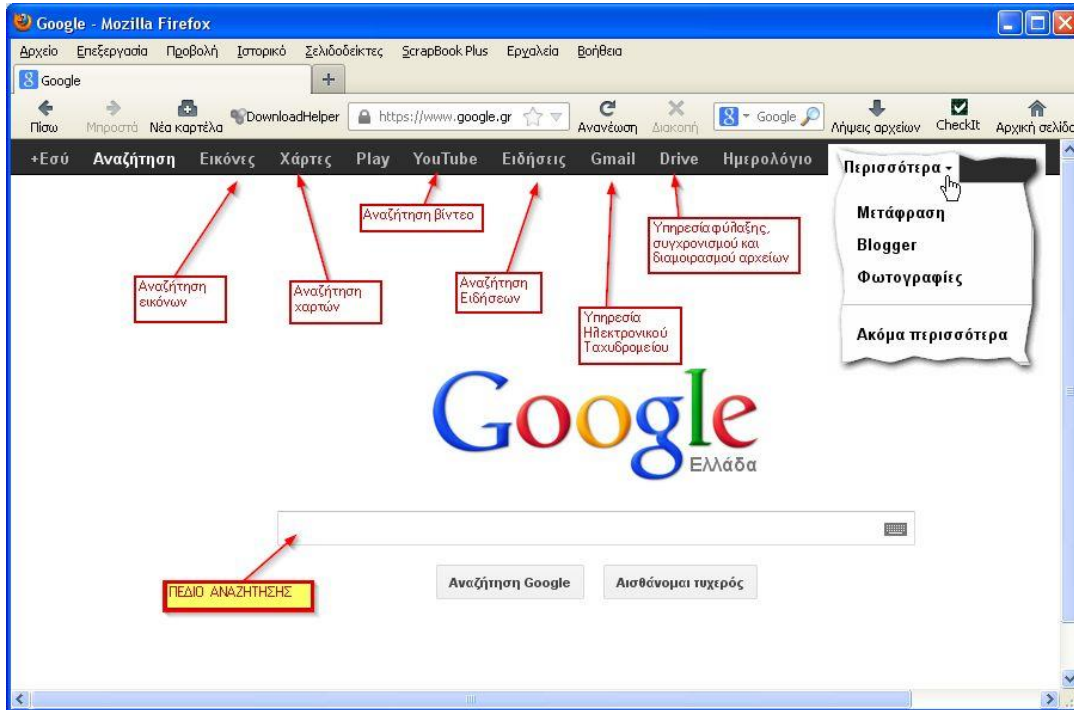 Google - Mozilla Firefox
Αρχείο Επεξεργασία Προβολή Ιστορικό Σελιδοδείκτες ScrapBook Plus Εργαλεία Βοήθεια
Google
Πίσω Μπροστά Νέα καρτέλα DownloadHelper https://www.google.gr Ανανέωση Διακοπή Google Λήψεις αρχείων CheckIt Αρχική σελίδα
+Εσύ Αναζήτηση Εικόνες Χάρτες Play YouTube Ειδήσεις Gmail Drive Ημερολόγιο Περισσότερα
Μετάφραση
Blogger
Φωτογραφίες
Ακόμα περισσότερα
Αναζήτηση βίντεο
Υπηρεσία φύλαξης,
συγχρονισμού και
διαμοιρασμού αρχείων
Αναζήτηση
εικόνων
Αναζήτηση
χαρτών
Αναζήτηση
Ειδήσεων
Υπηρεσία
Ηλεκτρονικού
Ταχυδρομείου
Google
Ελλάδα
ΠΕΔΙΟ ΑΝΑΖΗΤΗΣΗΣ
Αναζήτηση Google Αισθάνομαι τυχερός